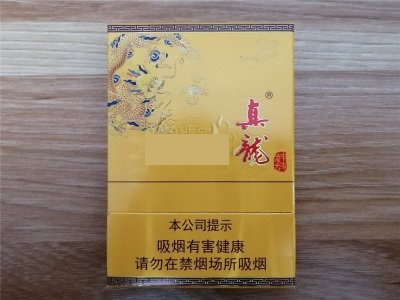 真龍
本公司提示
吸烟有害健康
请勿在禁烟场所吸烟